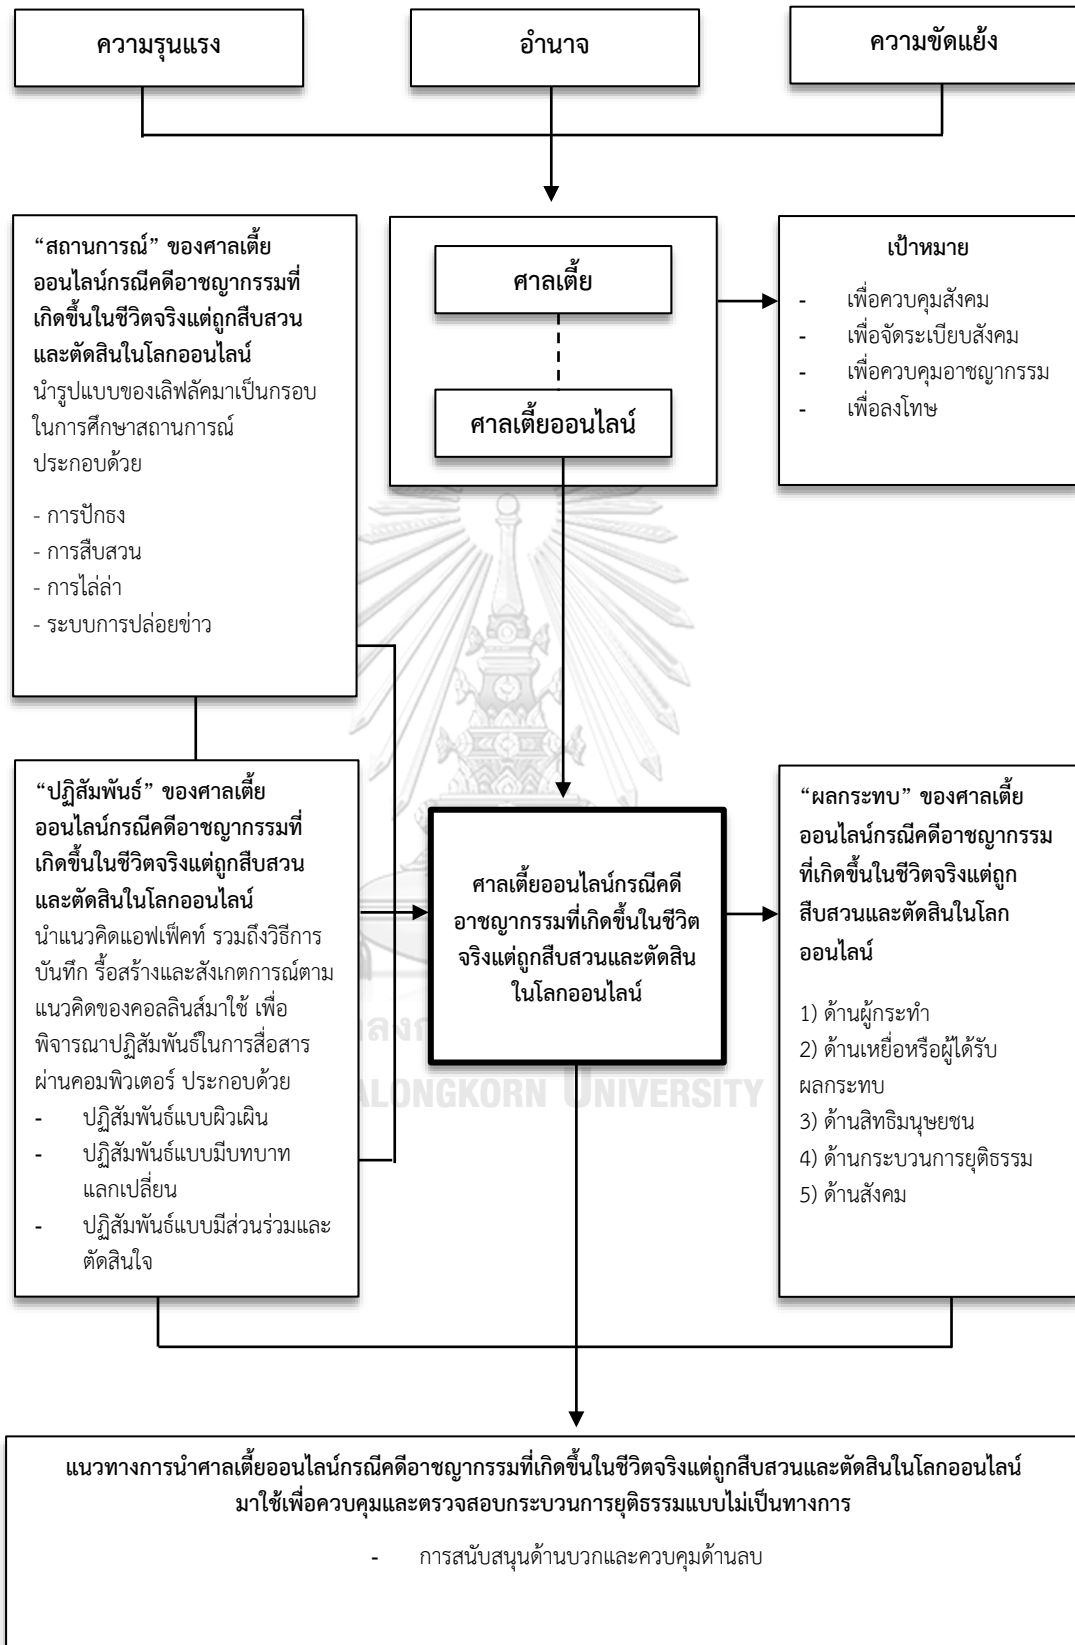 ความรุนแรง
อำนาจ
ความขัดแย้ง
“สถานการณ์” ของศาลเตี้ย
ออนไลน์กรณีคดีอาชญากรรมที่
เกิดขึ้นในชีวิตจริงแต่ถูกสืบสวน
และตัดสินในโลกออนไลน์
นำรูปแบบของเลิฟลัคมาเป็นกรอบ
ในการศึกษาสถานการณ์
ประกอบด้วย
- การปักธง
- การสืบสวน
- การไล่ล่า
- ระบบการปล่อยข่าว
ศาลเตี้ย
ศาลเตี้ยออนไลน์
เป้าหมาย
- เพื่อควบคุมสังคม
- เพื่อจัดระเบียบสังคม
- เพื่อควบคุมอาชญากรรม
- เพื่อลงโทษ
“ปฏิสัมพันธ์” ของศาลเตี้ย
ออนไลน์กรณีคดีอาชญากรรมที่
เกิดขึ้นในชีวิตจริงแต่ถูกสืบสวน
และตัดสินในโลกออนไลน์
นำแนวคิดแอฟเฟ็คท์ รวมถึงวิธีการ
บันทึก รื้อสร้างและสังเกตการณ์ตาม
แนวคิดของคอลลินส์มาใช้ เพื่อ
พิจารณาปฏิสัมพันธ์ในการสื่อสาร
ผ่านคอมพิวเตอร์ ประกอบด้วย
- ปฏิสัมพันธ์แบบผิวเผิน
- ปฏิสัมพันธ์แบบมีบทบาท
แลกเปลี่ยน
- ปฏิสัมพันธ์แบบมีส่วนร่วมและ
ตัดสินใจ
ศาลเตี้ยออนไลน์กรณีคดี
อาชญากรรมที่เกิดขึ้นในชีวิต
จริงแต่ถูกสืบสวนและตัดสิน
ในโลกออนไลน์
“ผลกระทบ” ของศาลเตี้ย
ออนไลน์กรณีคดีอาชญากรรม
ที่เกิดขึ้นในชีวิตจริงแต่ถูก
สืบสวนและตัดสินในโลก
ออนไลน์
1) ด้านผู้กระทำ
2) ด้านเหยื่อหรือผู้ได้รับ
ผลกระทบ
3) ด้านสิทธิมนุษยชน
4) ด้านกระบวนการยุติธรรม
5) ด้านสังคม
ALONGKORN UNIVERSITY
แนวทางการนำศาลเตี้ยออนไลน์กรณีคดีอาชญากรรมที่เกิดขึ้นในชีวิตจริงแต่ถูกสืบสวนและตัดสินในโลกออนไลน์
มาใช้เพื่อควบคุมและตรวจสอบกระบวนการยุติธรรมแบบไม่เป็นทางการ
- การสนับสนุนด้านบวกและควบคุมด้านลบ